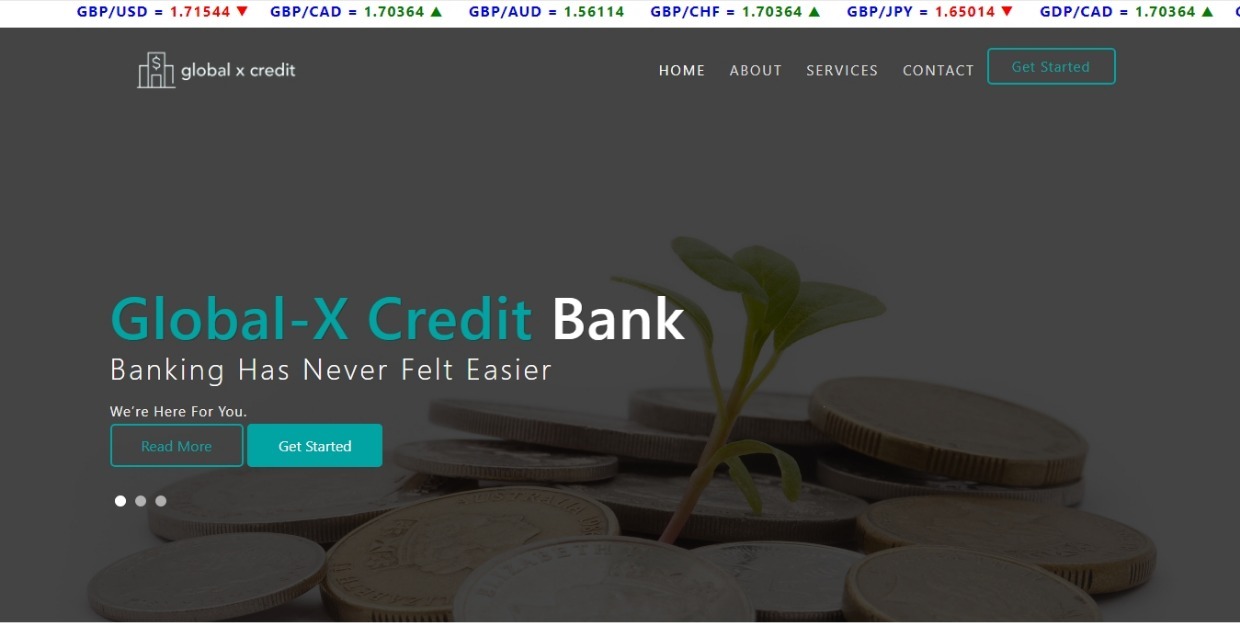 GBP/USD = 1.71544 ▼ GBP/CAD = 1.70364 ▲ GBP/AUD = 1.56114 GBP/CHF = 1.70364 ▲ GBP/JPY = 1.65014 ▼ GDP/CAD = 1.70364 ▲
$ global x credit
HOME ABOUT SERVICES CONTACT Get Started
Global-X Credit Bank
Banking Has Never Felt Easier
We're Here For You.
Read More Get Started